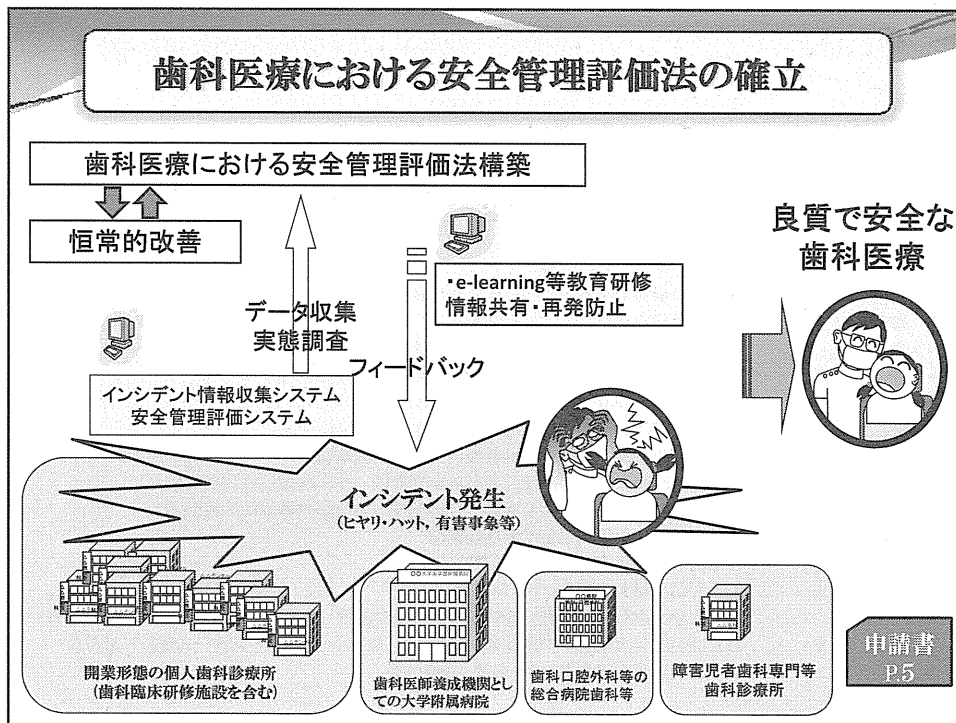 歯科医療における安全管理評価法の確立
歯科医療における安全管理評価法構築
恒常的改善
データ収集
実態調査
・e-learning等教育研修
情報共有・再発防止
フィードバック
インシデント情報収集システム
安全管理評価システム
良質で安全な
歯科医療
インシデント発生
(ヒヤリ・ハット, 有害事象等)
開業形態の個人歯科診療所
(歯科臨床研修施設を含む)
歯科医師養成機関とし
ての大学附属病院
歯科口腔外科等の
総合病院歯科等
障害児者歯科専門等
歯科診療所
申請書
P.5